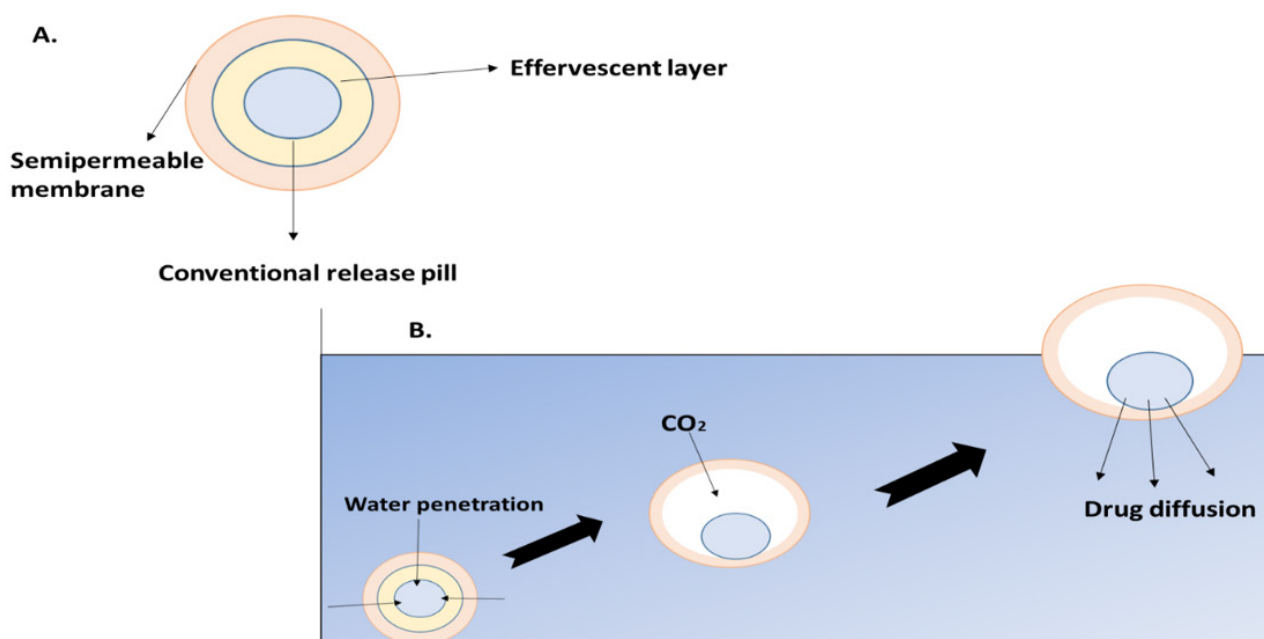 A.
Effervescent layer
Semipermeable
membrane
Conventional release pill
B.
CO₂
Water penetration
Drug diffusion